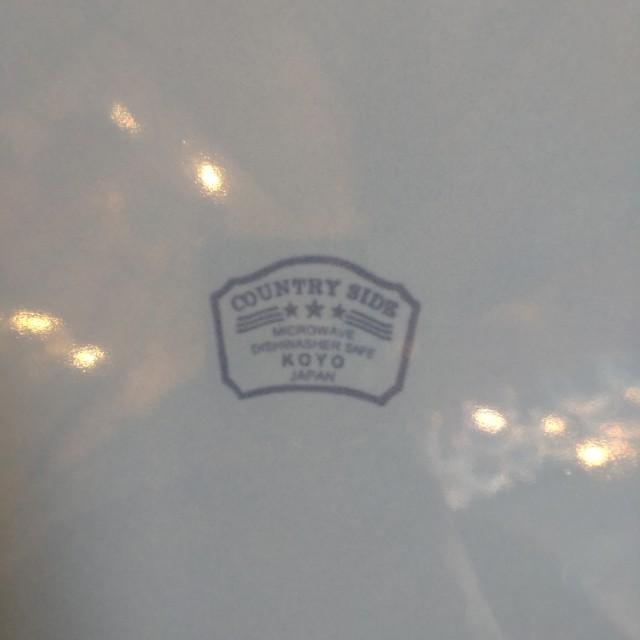 COUNTRY SIDE
MICROWAVE
DISHWASHER SAFE
KOYO
JAPAN